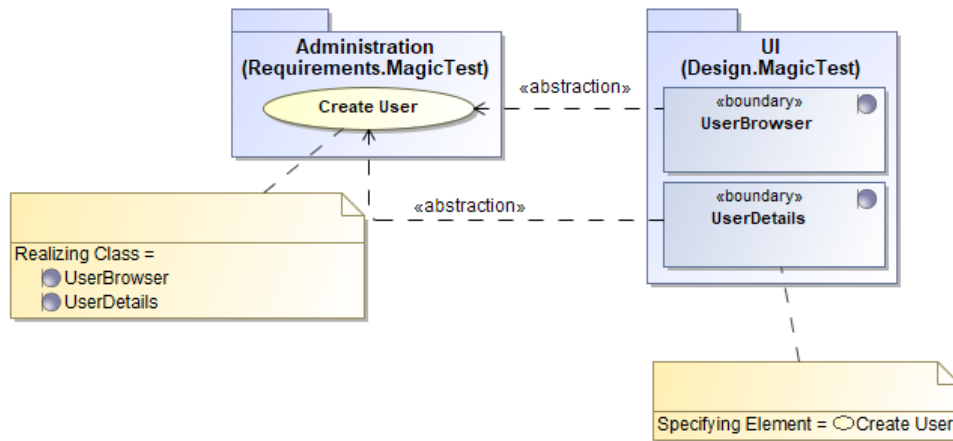 Administration
(Requirements.MagicTest)
Create User
«abstraction»
UI
(Design.MagicTest)
«boundary»
UserBrowser
«abstraction»
«boundary»
UserDetails
Realizing Class =
UserBrowser
UserDetails
Specifying Element = Create User